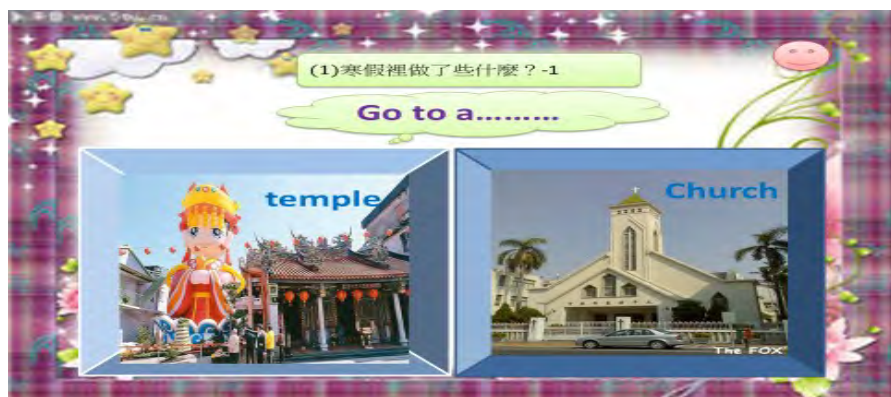 (1)寒假裡做了些什麼？-1
Go to a.........
temple
Church
The FOX